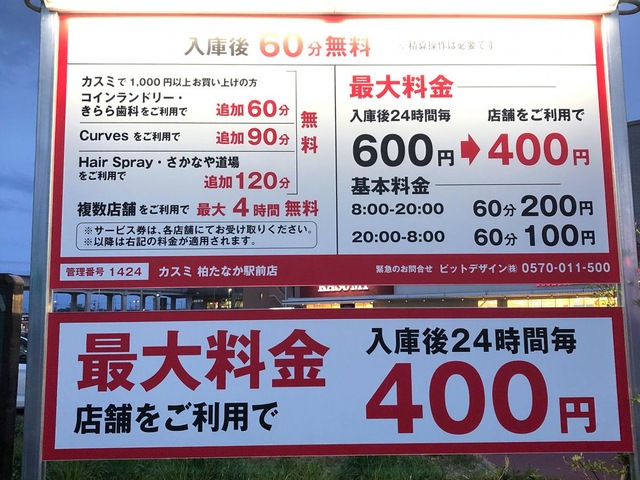 入庫後 60分無料 ※精算操作は必要です
カスミで1,000円以上お買い上げの方
コインランドリー・
きらら歯科をご利用で 追加60分
Curves をご利用で 追加90分
Hair Spray・さかなや道場
をご利用で
追加120分
無料
複数店舗をご利用で 最大4時間無料
※サービス券は、各店舗にてお受け取りください。
※以降は右記の料金が適用されます。
最大料金
入庫後24時間毎 店舗をご利用で
600円➡400円
基本料金
8:00-20:00 60分200円
20:00-8:00 60分100円
管理番号 1424 カスミ 柏たなか駅前店 緊急のお問合せ ピットデザイン㈱ 0570-011-500
KASUMI
最大料金 入庫後24時間毎
店舗をご利用で 400円